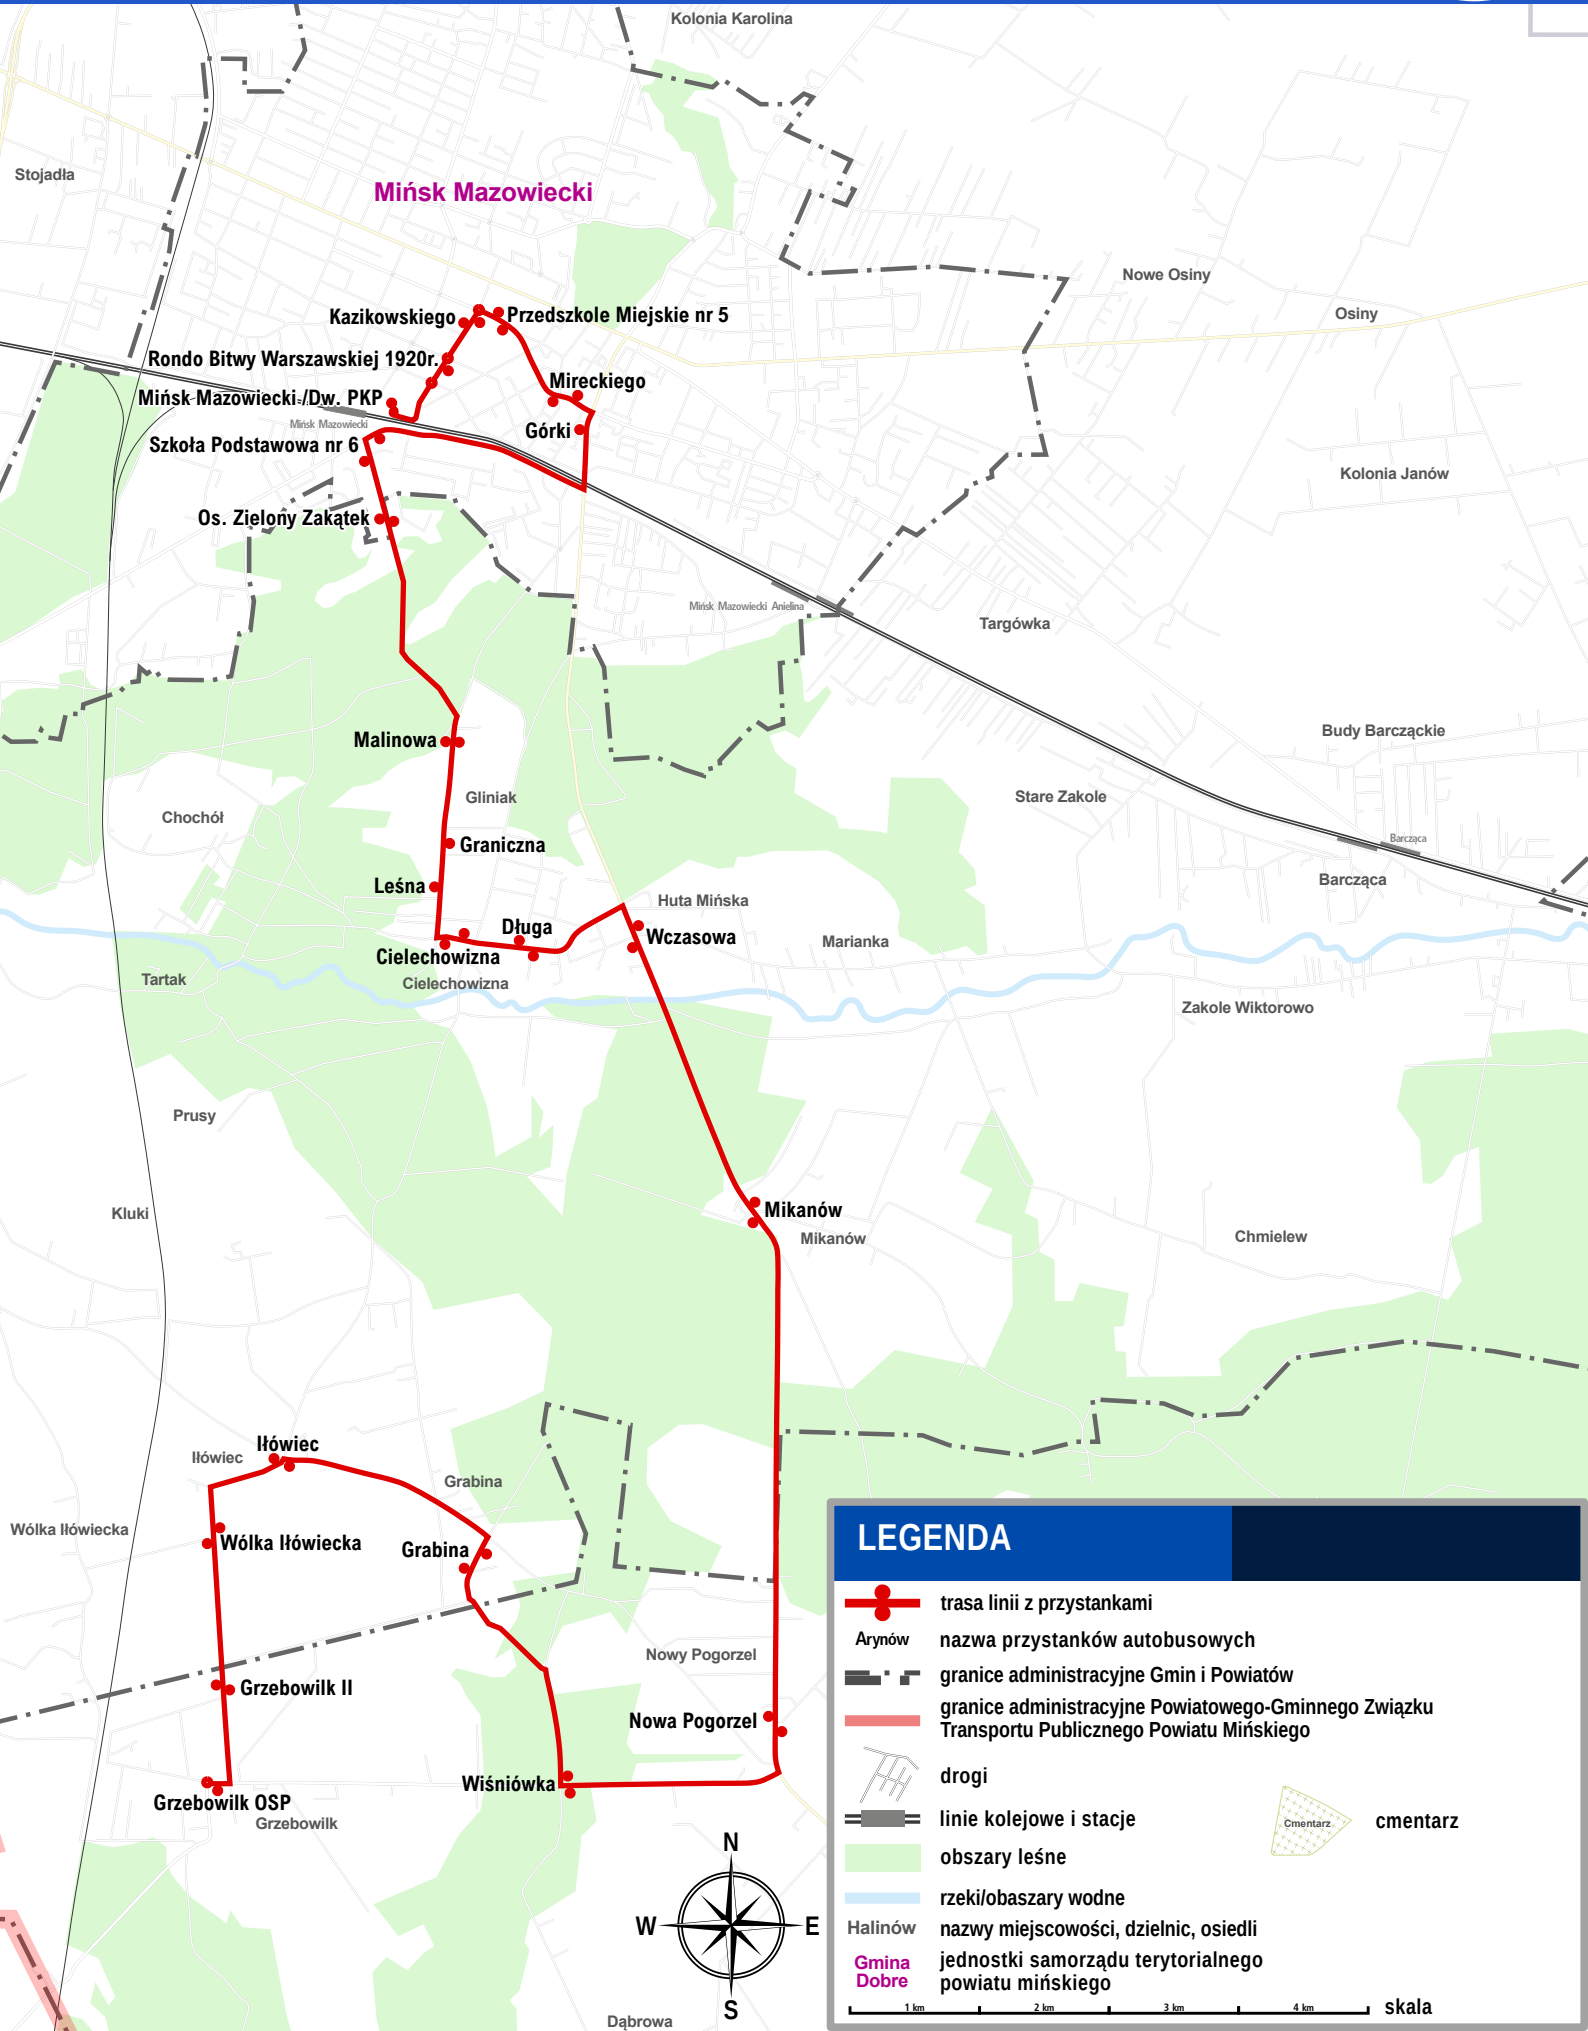 Kolonia Karolina
Stojadła
Mińsk Mazowiecki
Nowe Osiny
Osiny
Kazikowskiego
Przedszkole Miejskie nr 5
Rondo Bitwy Warszawskiej 1920r.
Mireckiego
Mińsk Mazowiecki /Dw. PKP
Mińsk Mazowiecki
Górki
Szkoła Podstawowa nr 6
Kolonia Janów
Os. Zielony Zakątek
Mińsk Mazowiecki Anielina
Targówka
Malinowa
Budy Barcząckie
Gliniak
Stare Zakole
Chochół
Graniczna
Barcząca
Barcząca
Leśna
Huta Mińska
Długa
Wczasowa
Marianka
Cielechowizna
Cielechowizna
Tartak
Zakole Wiktorowo
Prusy
Kluki
Mikanów
Mikanów
Chmielew
Iłówiec
Iłówiec
Grabina
Wólka Iłówiecka
Wólka Iłówiecka
Grabina
Nowy Pogorzel
Grzebowilk II
Nowa Pogorzel
Wiśniówka
Grzebowilk OSP
Grzebowilk
N
W
E
S
Dąbrowa
LEGENDA
trasa linii z przystankami
Arynów
nazwa przystanków autobusowych
granice administracyjne Gmin i Powiatów
granice administracyjne Powiatowego-Gminnego Związku
Transportu Publicznego Powiatu Mińskiego
drogi
linie kolejowe i stacje
Cmentarz
cmentarz
obszary leśne
rzeki/obaszary wodne
Halinów
nazwy miejscowości, dzielnic, osiedli
Gmina
Dobre
jednostki samorządu terytorialnego
powiatu mińskiego
1 km
2 km
3 km
4 km
skala